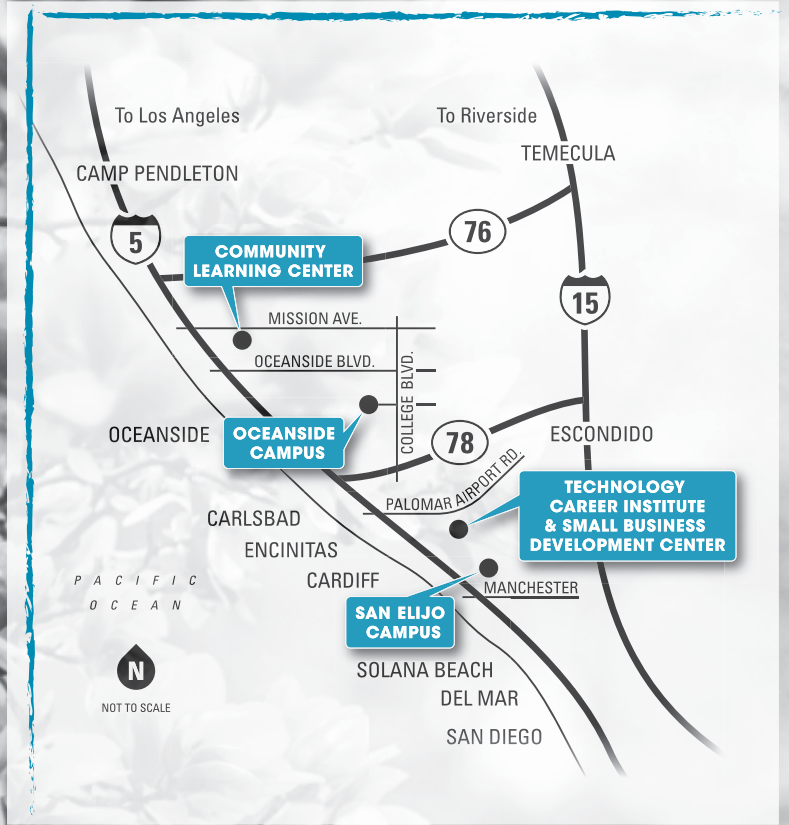 To Los Angeles
To Riverside
TEMECULA
CAMP PENDLETON
76
5
COMMUNITY
LEARNING CENTER
15
MISSION AVE.
OCEANSIDE BLVD.
COLLEGE BLVD.
OCEANSIDE
OCEANSIDE
CAMPUS
78
ESCONDIDO
PALOMAR AIRPORT RD.
TECHNOLOGY
CAREER INSTITUTE
& SMALL BUSINESS
DEVELOPMENT CENTER
CARLSBAD
ENCINITAS
CARDIFF
PACIFIC
OCEAN
MANCHESTER
SAN ELIJO
CAMPUS
N
NOT TO SCALE
SOLANA BEACH
DEL MAR
SAN DIEGO